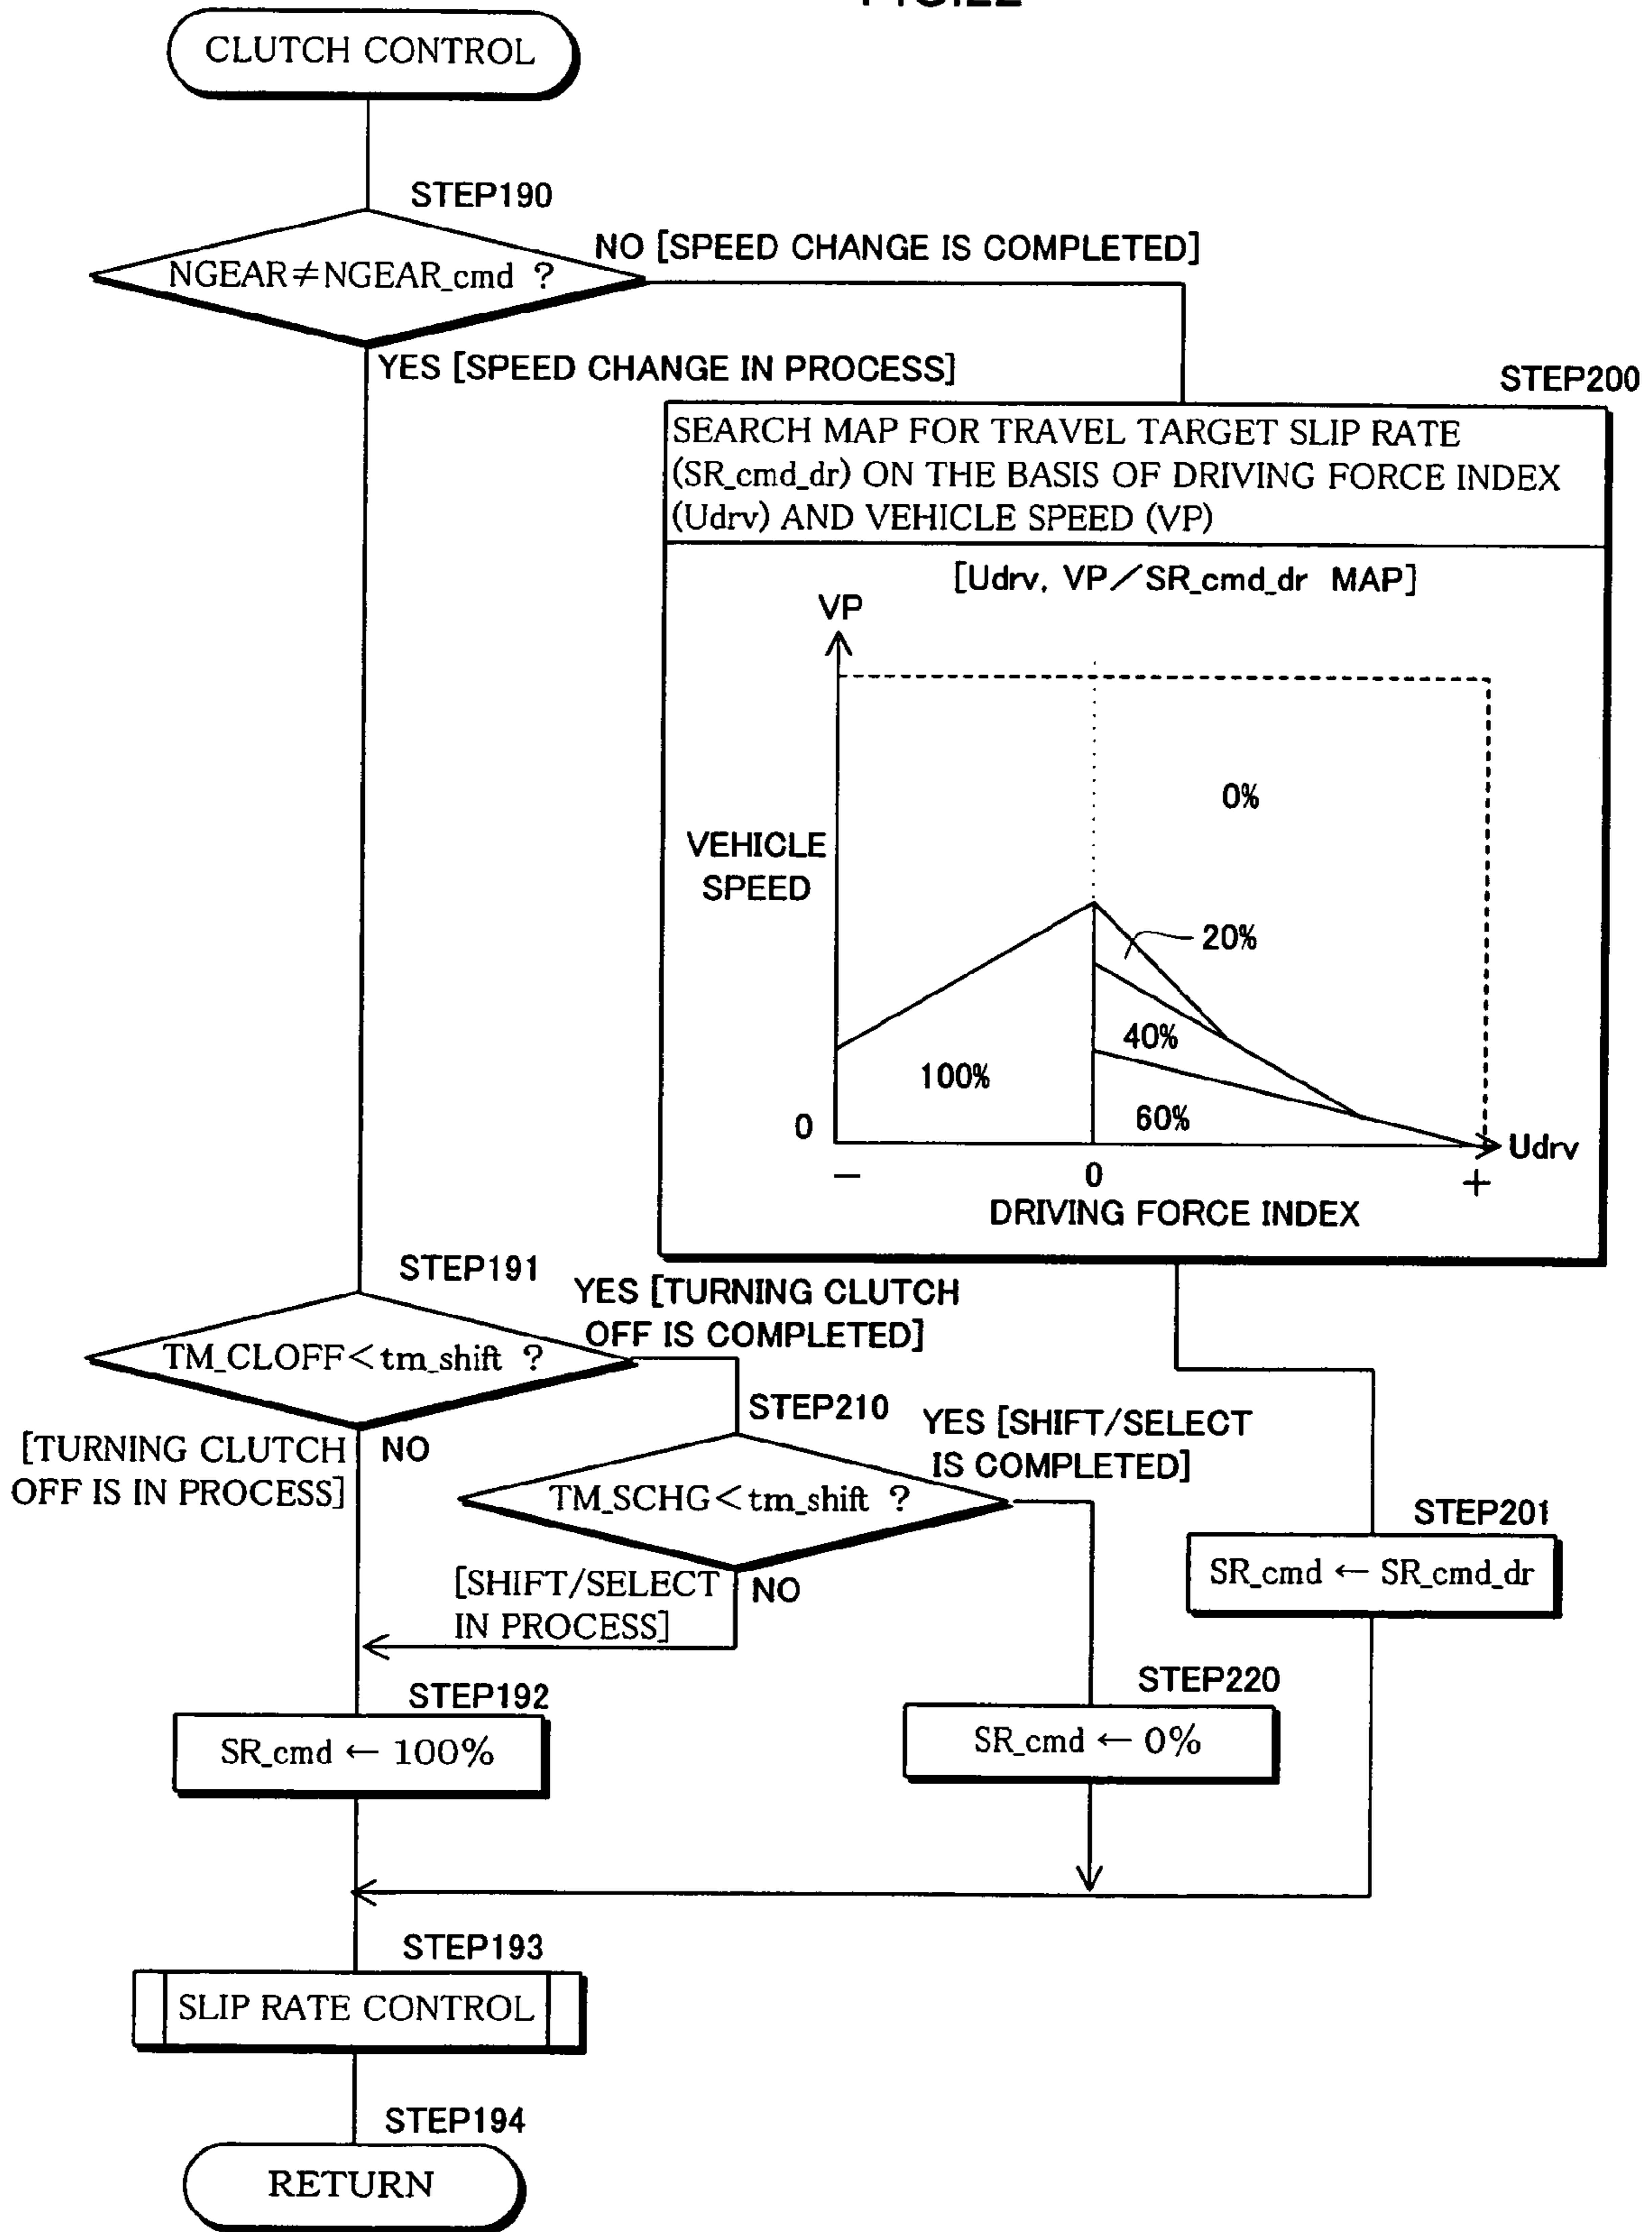 CLUTCH CONTROL
STEP190
NGEAR≠NGEAR_cmd ?
NO [SPEED CHANGE IS COMPLETED]
YES [SPEED CHANGE IN PROCESS]
STEP200
SEARCH MAP FOR TRAVEL TARGET SLIP RATE
(SR_cmd_dr) ON THE BASIS OF DRIVING FORCE INDEX
(Udrv) AND VEHICLE SPEED (VP)
[Udrv, VP/SR_cmd_dr MAP]
VP
0%
VEHICLE
SPEED
20%
40%
100%
60%
0
Udrv
−
0
+
DRIVING FORCE INDEX
STEP191
TM_CLOFF<tm_shift ?
YES [TURNING CLUTCH
OFF IS COMPLETED]
[TURNING CLUTCH
OFF IS IN PROCESS]
NO
STEP210
TM_SCHG<tm_shift ?
YES [SHIFT/SELECT
IS COMPLETED]
[SHIFT/SELECT
IN PROCESS]
NO
STEP201
SR_cmd ← SR_cmd_dr
STEP192
SR_cmd ← 100%
STEP220
SR_cmd ← 0%
STEP193
SLIP RATE CONTROL
STEP194
RETURN